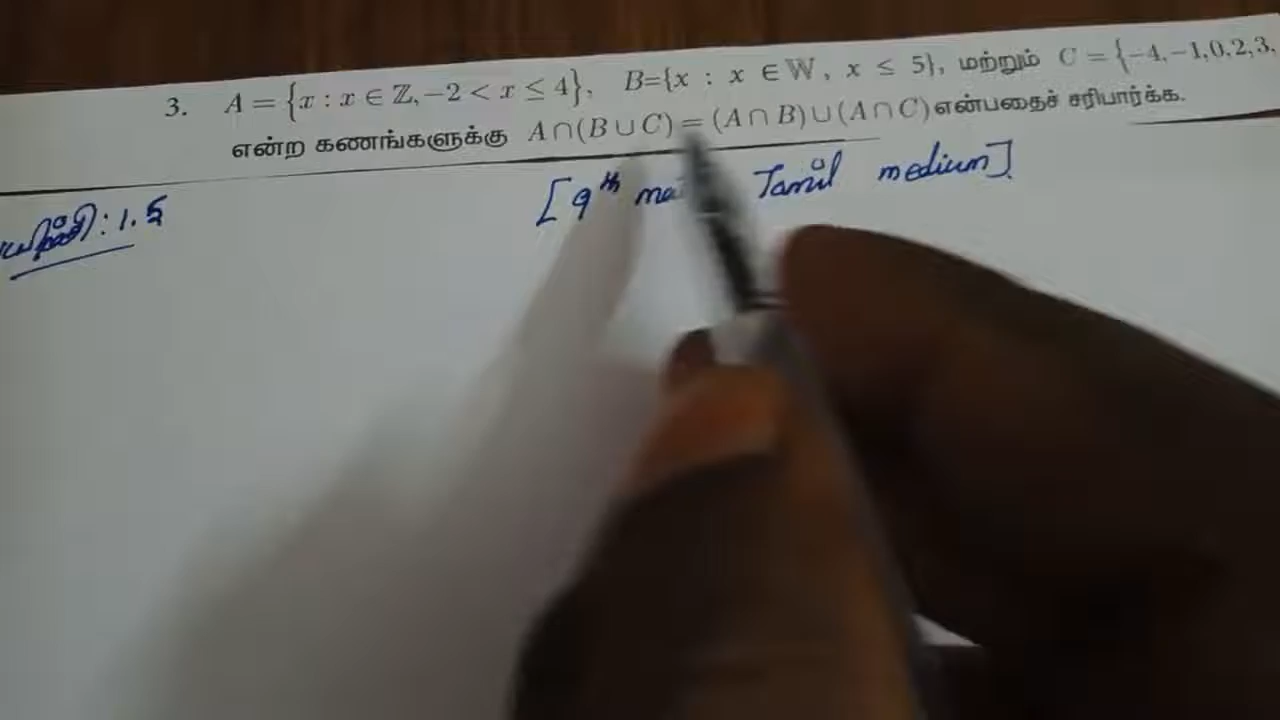 3. A = {x : x ∈ ℤ, −2 < x ≤ 4}, B={x : x ∈ 𝕎, x ≤ 5}, மற்றும் C = {−4, −1, 0, 2, 3,
என்ற கணங்களுக்கு A ∩ (B ∪ C) = (A ∩ B) ∪ (A ∩ C) என்பதைச் சரிபார்க்க.
[9th Tamil medium]
1.5